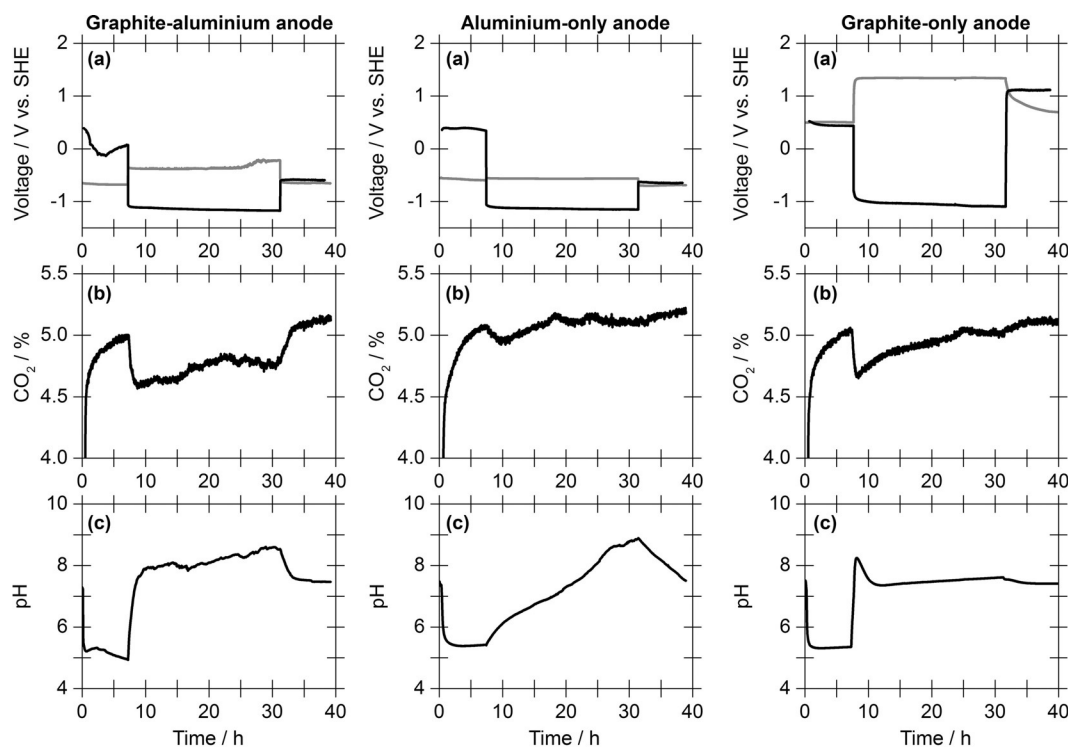 Graphite-aluminium anode
(a)
Voltage / V vs. SHE
2
1
0
-1
0 10 20 30 40
(b)
CO₂ / %
5.5
5.0
4.5
4.0
0 10 20 30 40
(c)
pH
10
8
6
4
0 10 20 30 40
Time / h
Aluminium-only anode
(a)
Voltage / V vs. SHE
2
1
0
-1
0 10 20 30 40
(b)
CO₂ / %
5.5
5.0
4.5
4.0
0 10 20 30 40
(c)
pH
10
8
6
4
0 10 20 30 40
Time / h
Graphite-only anode
(a)
Voltage / V vs. SHE
2
1
0
-1
0 10 20 30 40
(b)
CO₂ / %
5.5
5.0
4.5
4.0
0 10 20 30 40
(c)
pH
10
8
6
4
0 10 20 30 40
Time / h